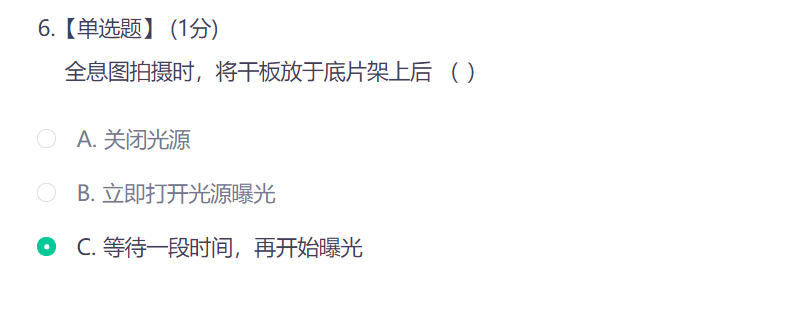 6.【单选题】 (1分)
全息图拍摄时，将干板放于底片架上后 （ ）
A. 关闭光源
B. 立即打开光源曝光
C. 等待一段时间，再开始曝光